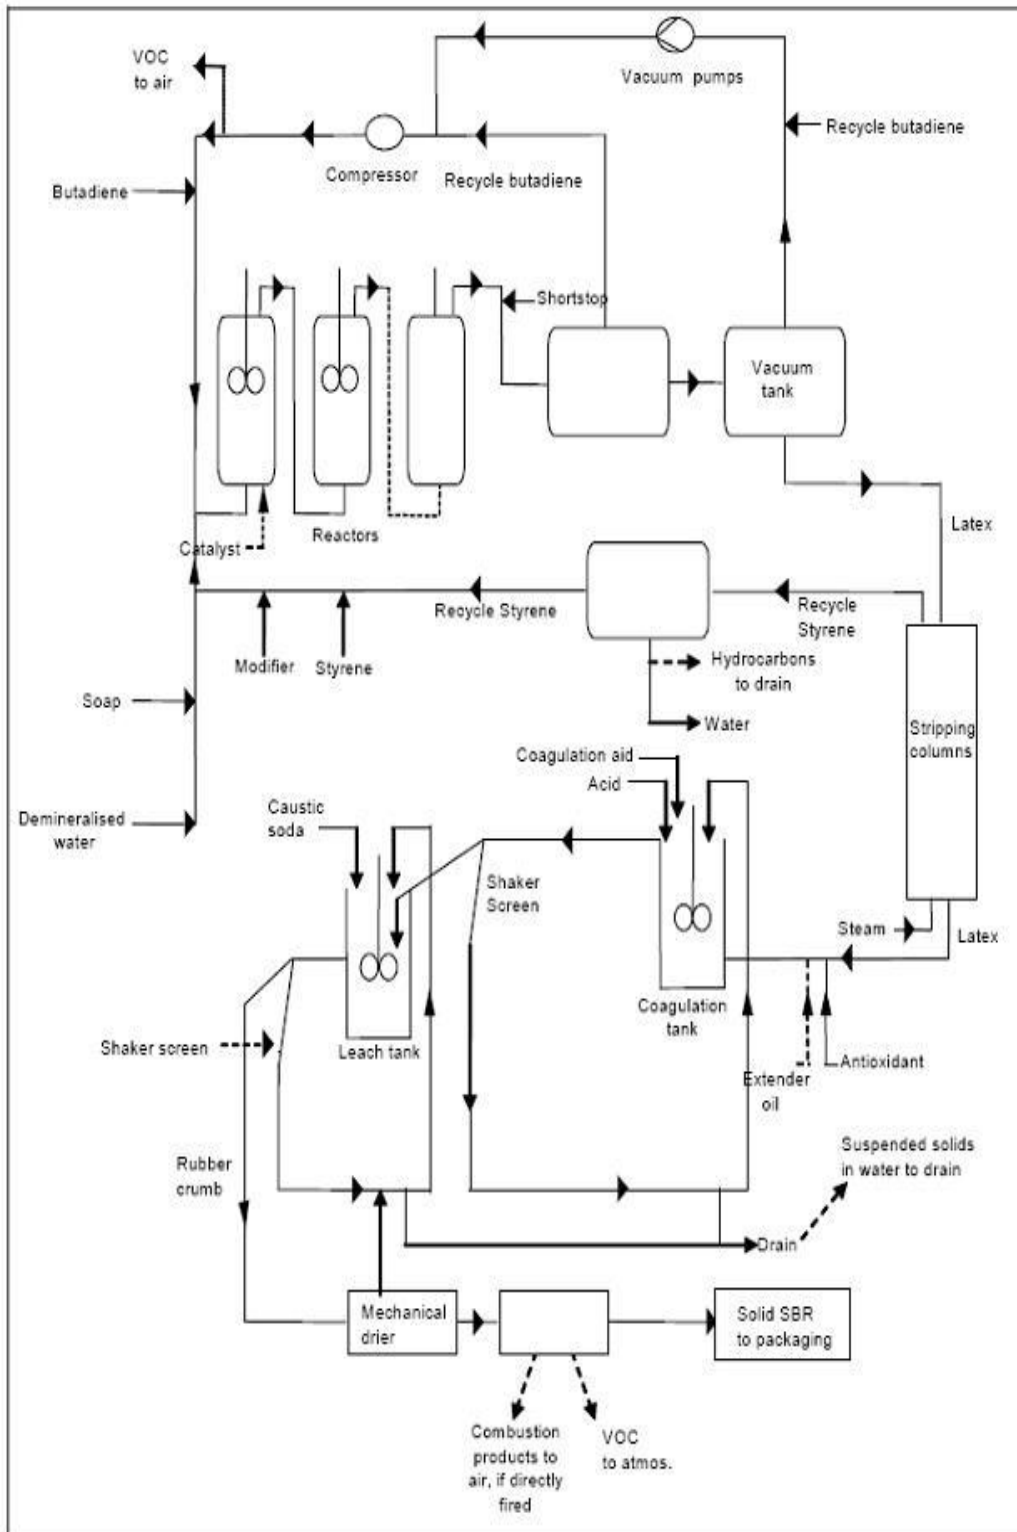 VOC
to air
Vacuum pumps
Recycle butadiene
Compressor
Recycle butadiene
Butadiene
Shortstop
Vacuum
tank
Latex
Catalyst
Reactors
Recycle Styrene
Recycle
Styrene
Modifier
Styrene
Hydrocarbons
to drain
Soap
Water
Stripping
columns
Coagulation aid
Acid
Caustic
soda
Demineralised
water
Shaker
Screen
Steam
Latex
Coagulation
tank
Shaker screen
Leach tank
Antioxidant
Extender
oil
Suspended solids
in water to drain
Rubber
crumb
Drain
Mechanical
drier
Solid SBR
to packaging
Combustion
products to
air, if directly
fired
VOC
to atmos.